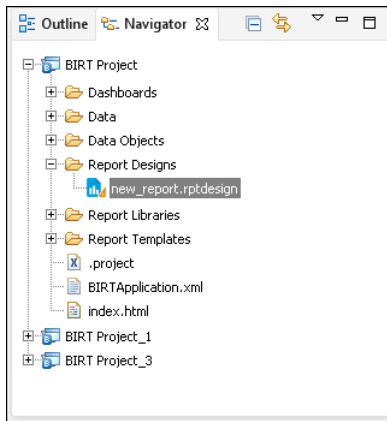 Outline Navigator
BIRT Project
Dashboards
Data
Data Objects
Report Designs
new_report.rptdesign
Report Libraries
Report Templates
.project
BIRTApplication.xml
index.html
BIRT Project_1
BIRT Project_3